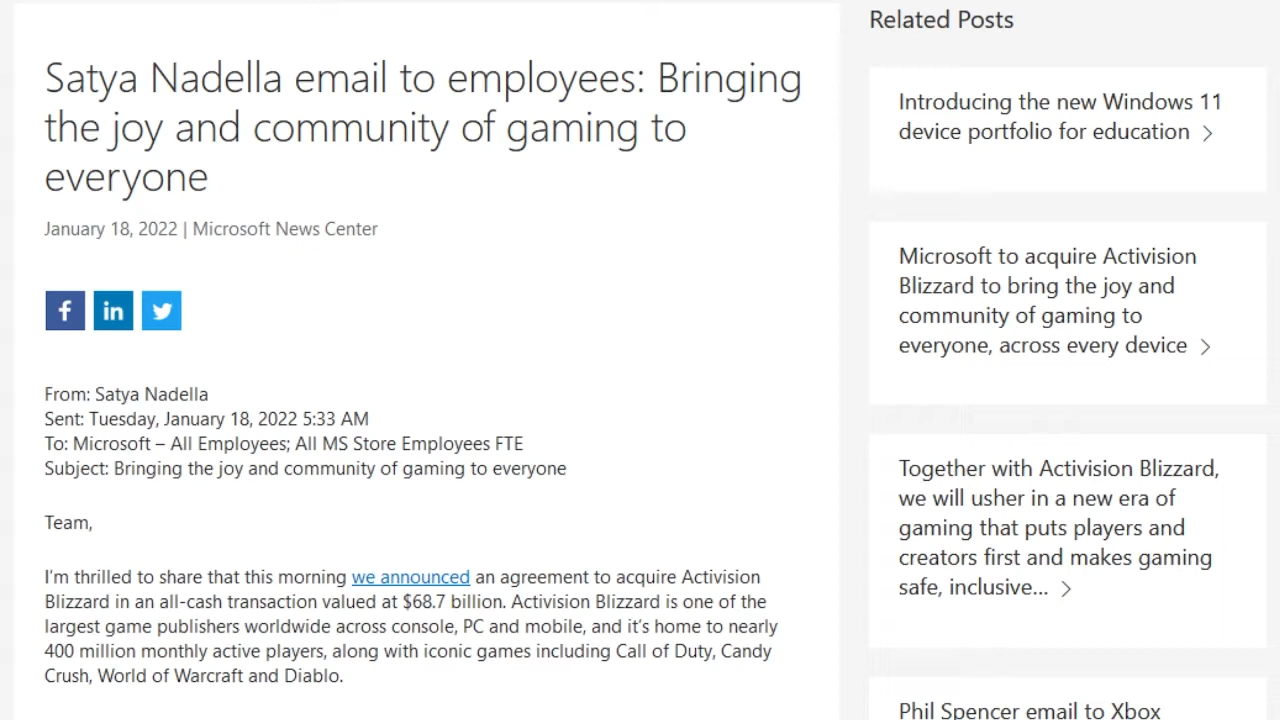 Satya Nadella email to employees: Bringing
the joy and community of gaming to
everyone
January 18, 2022 | Microsoft News Center
f
in
From: Satya Nadella
Sent: Tuesday, January 18, 2022 5:33 AM
To: Microsoft – All Employees; All MS Store Employees FTE
Subject: Bringing the joy and community of gaming to everyone
Team,
I'm thrilled to share that this morning we announced an agreement to acquire Activision
Blizzard in an all-cash transaction valued at $68.7 billion. Activision Blizzard is one of the
largest game publishers worldwide across console, PC and mobile, and it's home to nearly
400 million monthly active players, along with iconic games including Call of Duty, Candy
Crush, World of Warcraft and Diablo.
Related Posts
Introducing the new Windows 11
device portfolio for education
Microsoft to acquire Activision
Blizzard to bring the joy and
community of gaming to
everyone, across every device
Together with Activision Blizzard,
we will usher in a new era of
gaming that puts players and
creators first and makes gaming
safe, inclusive...
Phil Spencer email to Xbox